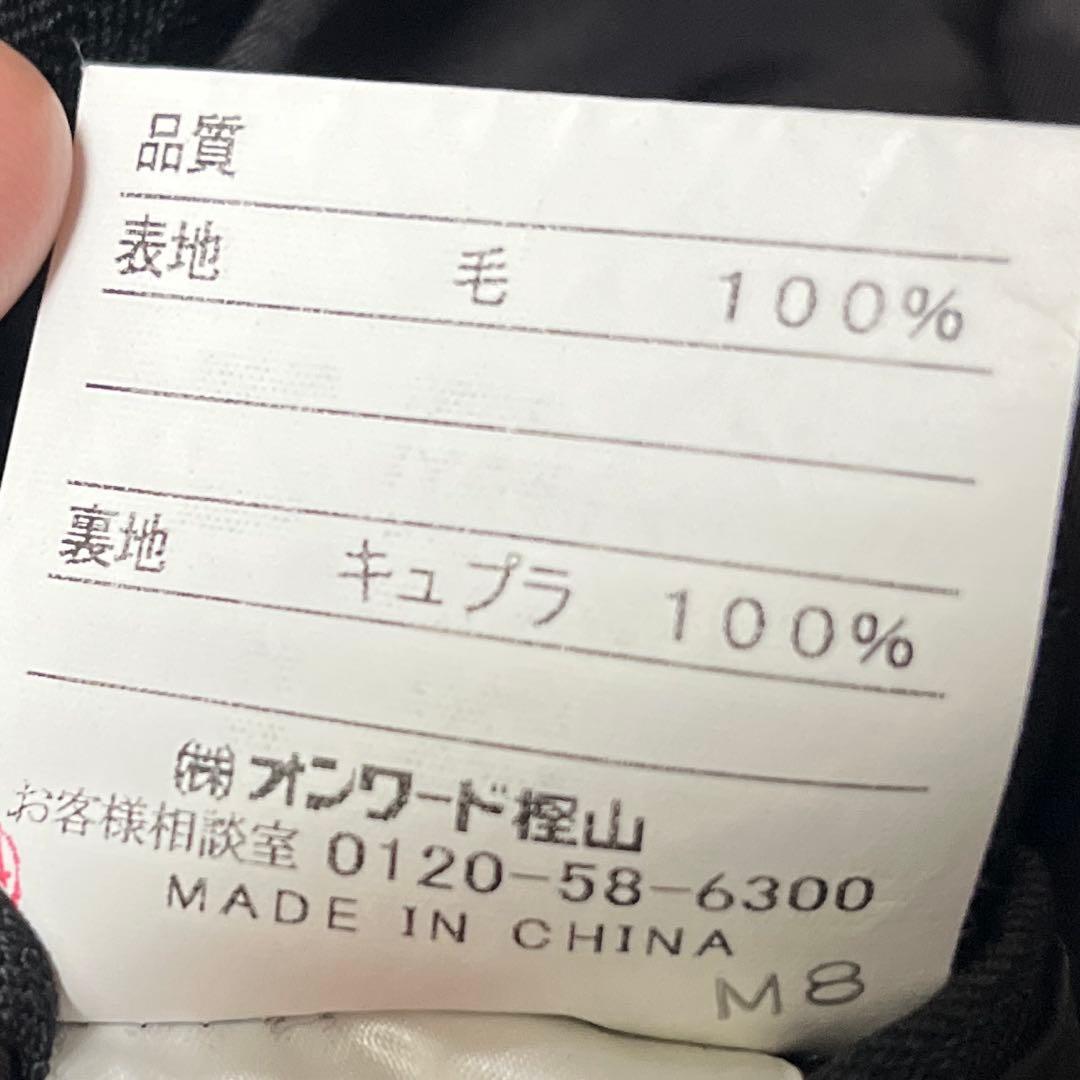 品質
表地 毛 100%
裏地 キュプラ 100%
㈱オンワード樫山
お客様相談室 0120-58-6300
MADE IN CHINA
M8